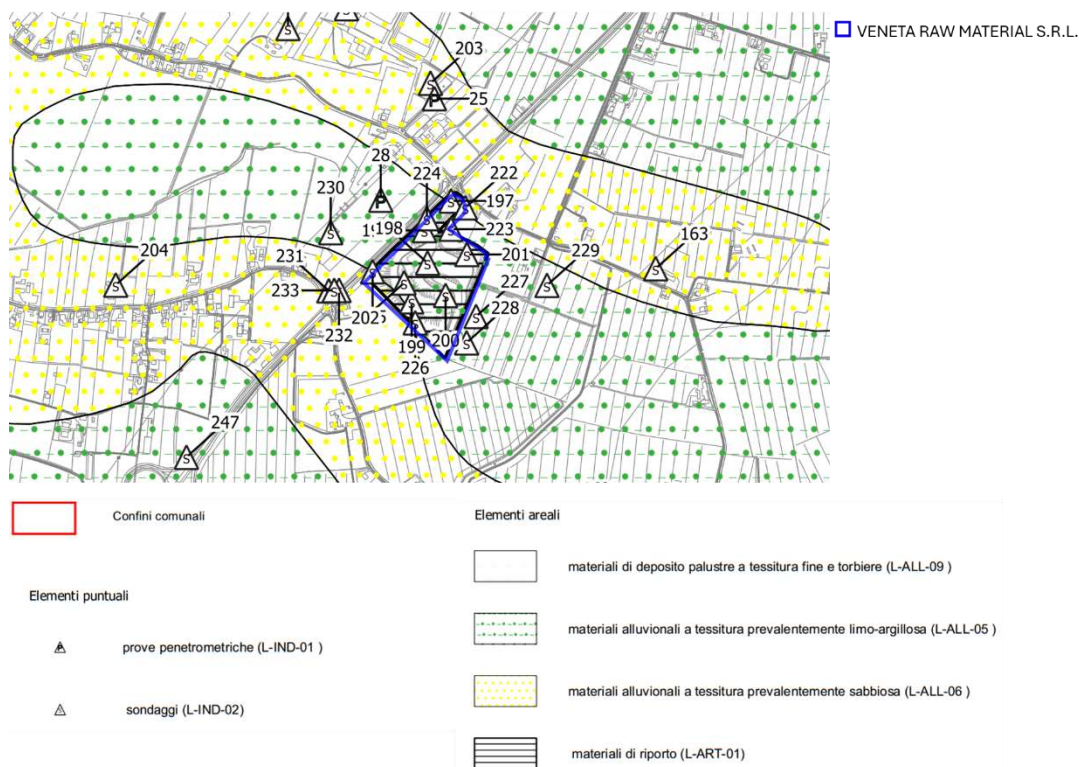 VENETA RAW MATERIAL S.R.L.
203
25
28
224
222
230
197
198
223
204
231
201
229
163
233
227
202
228
232
199
200
226
247
Confini comunali
Elementi areali
materiali di deposito palustre a tessitura fine e torbiere (L-ALL-09 )
Elementi puntuali
materiali alluvionali a tessitura prevalentemente limo-argillosa (L-ALL-05 )
P prove penetrometriche (L-IND-01 )
materiali alluvionali a tessitura prevalentemente sabbiosa (L-ALL-06 )
S sondaggi (L-IND-02)
materiali di riporto (L-ART-01)